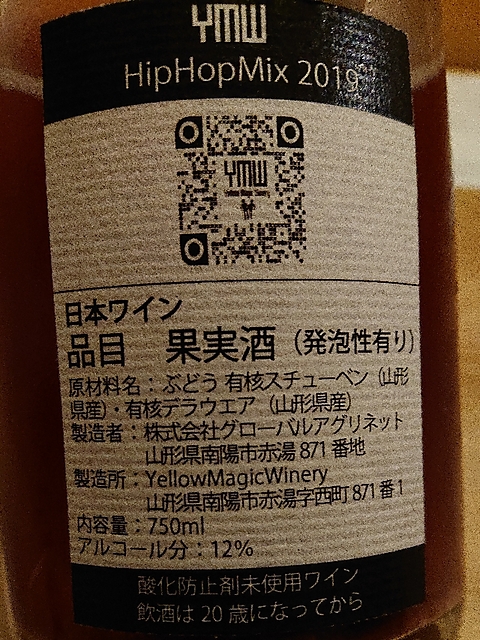 YMW
HipHopMix 2019
YMW
日本ワイン
品目 果実酒（発泡性有り）
原材料名：ぶどう 有核スチューベン（山形
県産）・有核デラウエア（山形県産）
製造者：株式会社グローバルアグリネット
山形県南陽市赤湯 871 番地
製造所：YellowMagicWinery
山形県南陽市赤湯字西町 871 番 1
内容量：750ml
アルコール分：12%
酸化防止剤未使用ワイン
飲酒は 20 歳になってから